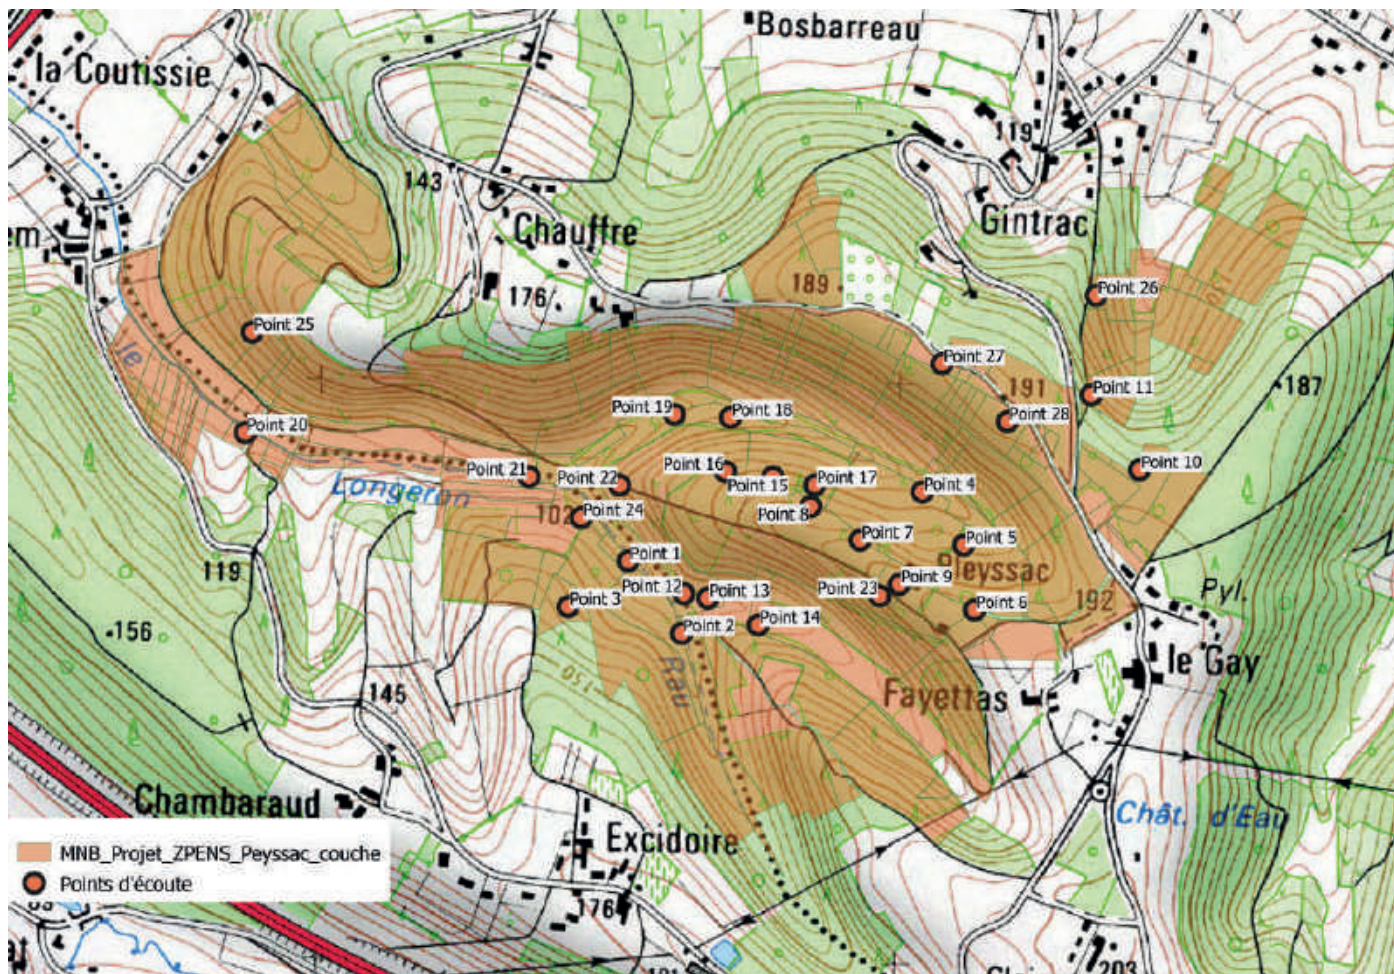 Bosbarreau
la Coutissie
119
143
Chauffre
Gintrac
em
176
189
Point 26
Point 25
le
Point 27
191
187
Point 11
Point 19
Point 18
Point 28
Point 20
Point 21
Point 22
Point 16
Point 15
Point 17
Point 4
Point 10
Longeron
102
Point 24
Point 8
Point 7
Point 5
Point 1
Pleyssac
119
Point 12
Point 13
Point 23
Point 9
Point 3
Point 6
192
Pyl.
156
Point 2
Point 14
le Gay
150
Rau
145
Fayettas
Chambaraud
Chât. d'Eau
Excidoire
MNB_Projet_ZPENS_Peyssac_couche
Points d'écoute
176
203